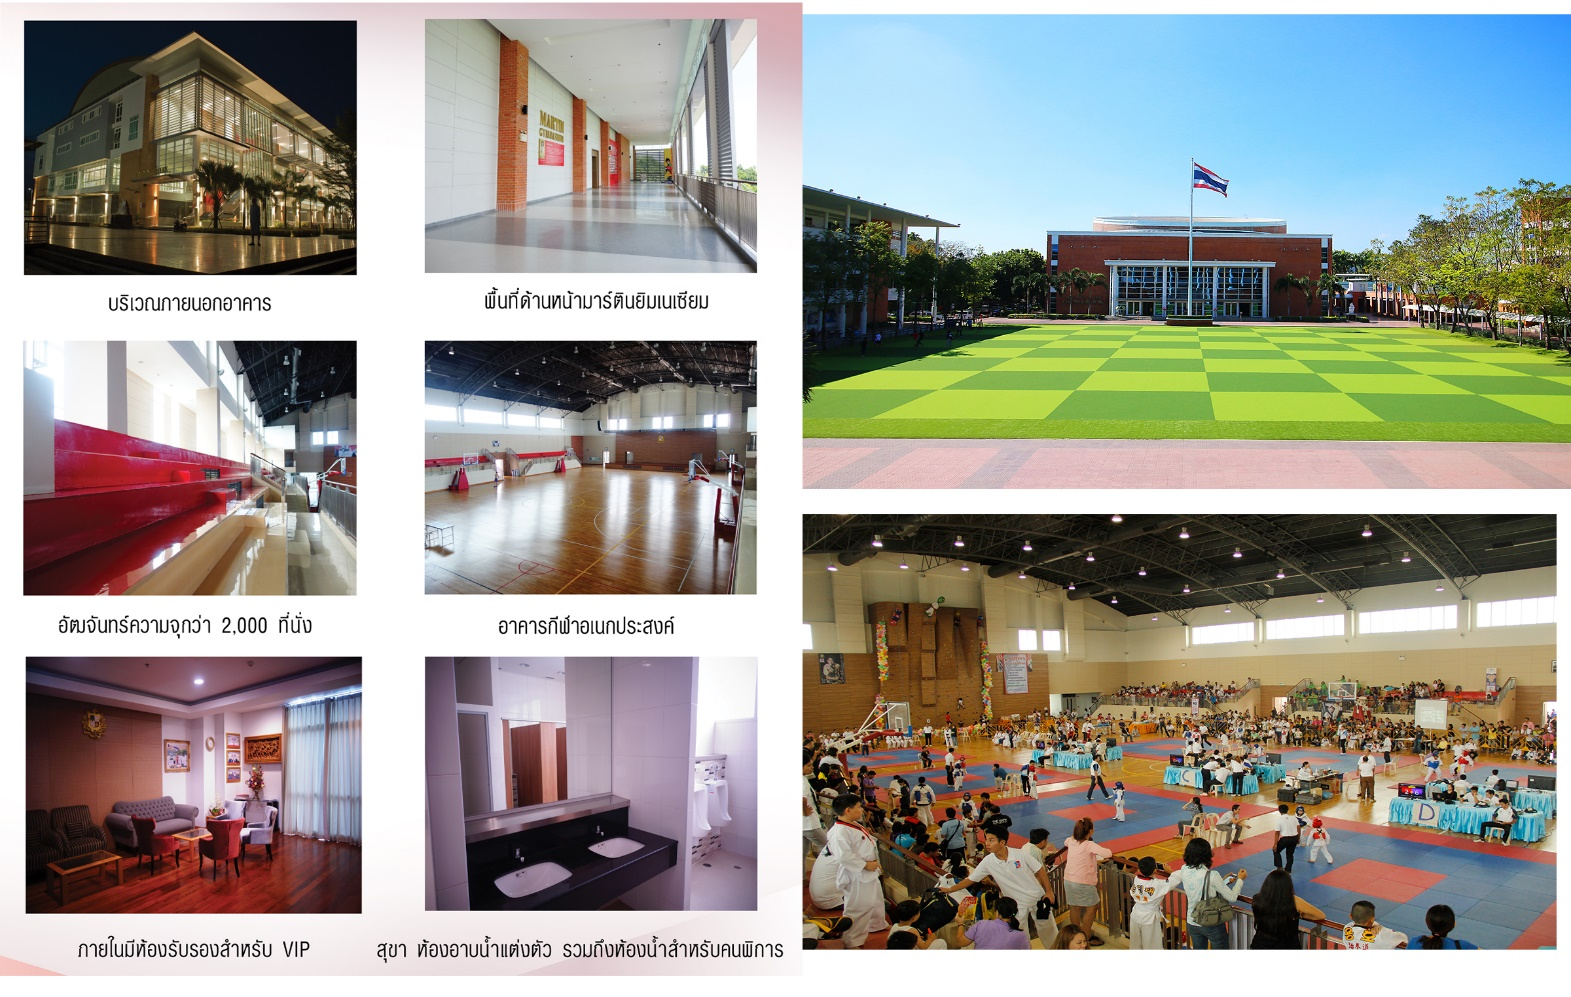 MARTIN
GYMNASIUM
บริเวณภายนอกอาคาร
พื้นที่ด้านหน้ามาร์ตินยิมเนเซียม
อัฒจันทร์ความจุกว่า 2,000 ที่นั่ง
อาคารกีฬาอเนกประสงค์
ภายในมีห้องรับรองสำหรับ VIP
สุขา ห้องอาบน้ำแต่งตัว รวมถึงห้องน้ำสำหรับคนพิการ
C
D